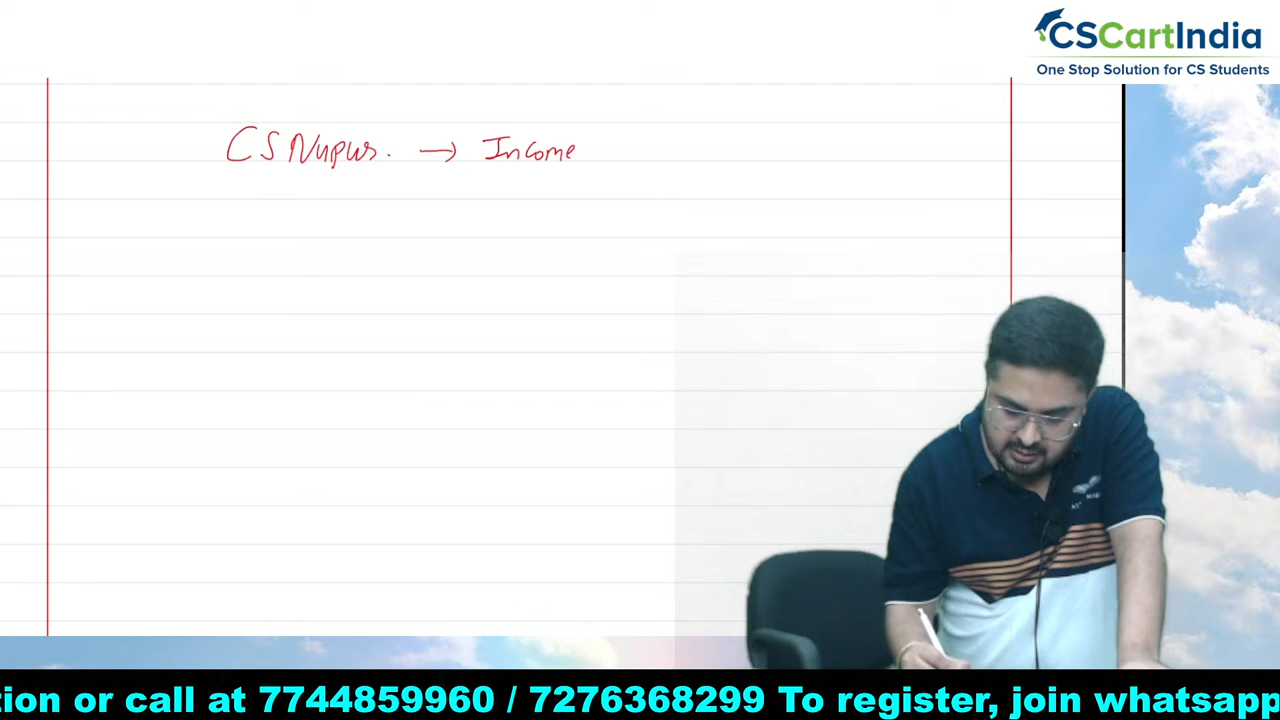 CSCartIndia
One Stop Solution for CS Students
CS Nupur. → Income
tion or call at 7744859960 / 7276368299 To register, join whatsapp